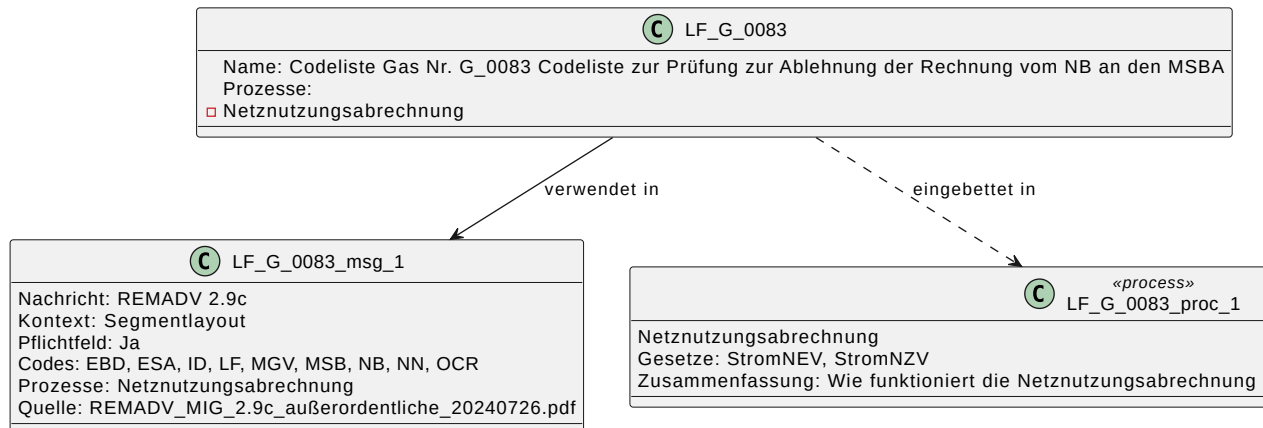 C LF_G_0083
Name: Codeliste Gas Nr. G_0083 Codeliste zur Prüfung zur Ablehnung der Rechnung vom NB an den MSBA
Prozesse:
Netznutzungsabrechnung
verwendet in
eingebettet in
C LF_G_0083_msg_1
Nachricht: REMADV 2.9c
Kontext: Segmentlayout
Pflichtfeld: Ja
Codes: EBD, ESA, ID, LF, MGV, MSB, NB, NN, OCR
Prozesse: Netznutzungsabrechnung
Quelle: REMADV_MIG_2.9c_außerordentliche_20240726.pdf
«process»
C LF_G_0083_proc_1
Netznutzungsabrechnung
Gesetze: StromNEV, StromNZV
Zusammenfassung: Wie funktioniert die Netznutzungsabrechnung